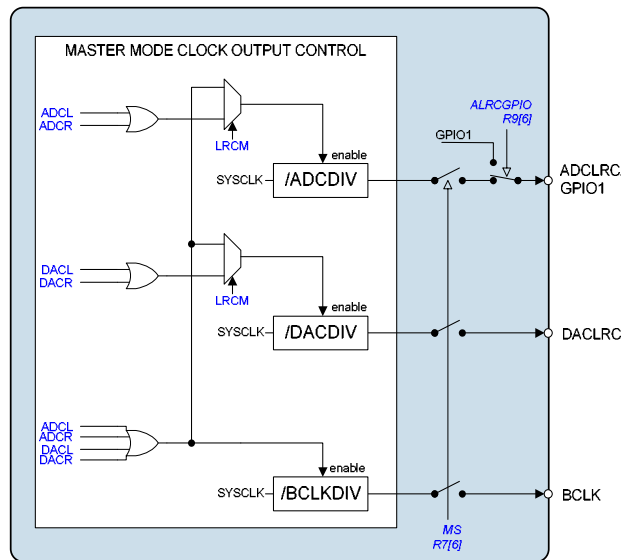 MASTER MODE CLOCK OUTPUT CONTROL
ADCL
ADCR
LRCM
enable
SYSCLK
/ADCDIV
GPIO1
ALRCGPIO
R9[6]
ADCLRC/
GPIO1
DACL
DACR
LRCM
enable
SYSCLK
/DACDIV
DACLRC
ADCL
ADCR
DACL
DACR
enable
SYSCLK
/BCLKDIV
BCLK
MS
R7[6]